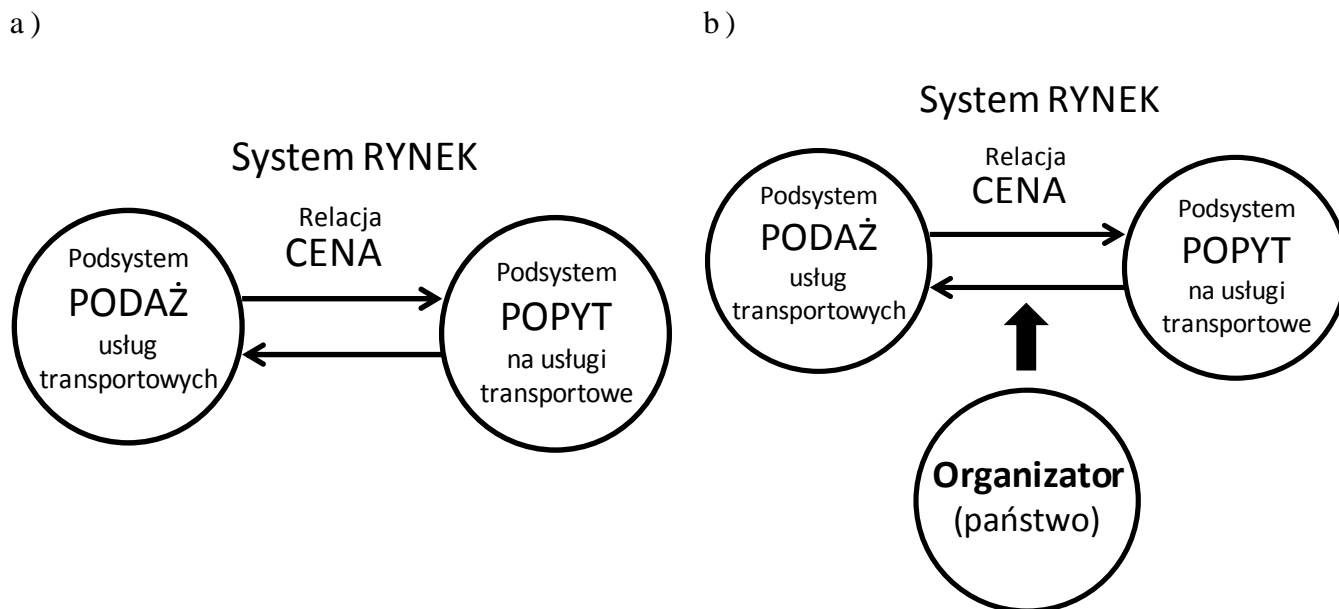 a )
System RYNEK
Relacja
CENA
Podsystem
PODAŻ
usług
transportowych
Podsystem
POPYT
na usługi
transportowe
b )
System RYNEK
Relacja
CENA
Podsystem
PODAŻ
usług
transportowych
Podsystem
POPYT
na usługi
transportowe
Organizator
(państwo)